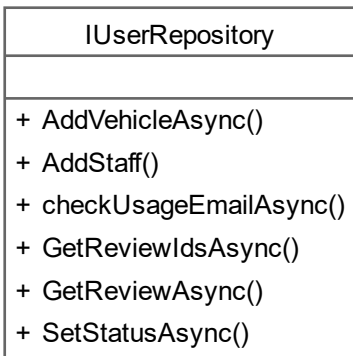 IUserRepository
+ AddVehicleAsync()
+ AddStaff()
+ checkUsageEmailAsync()
+ GetReviewIdsAsync()
+ GetReviewAsync()
+ SetStatusAsync()